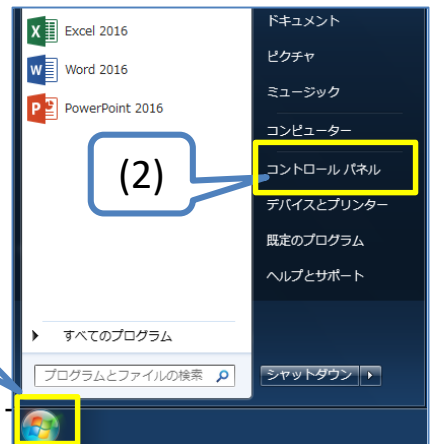 Excel 2016
Word 2016
PowerPoint 2016
すべてのプログラム
プログラムとファイルの検索
ドキュメント
ピクチャ
ミュージック
コンピューター
コントロール パネル
デバイスとプリンター
既定のプログラム
ヘルプとサポート
シャットダウン
(2)